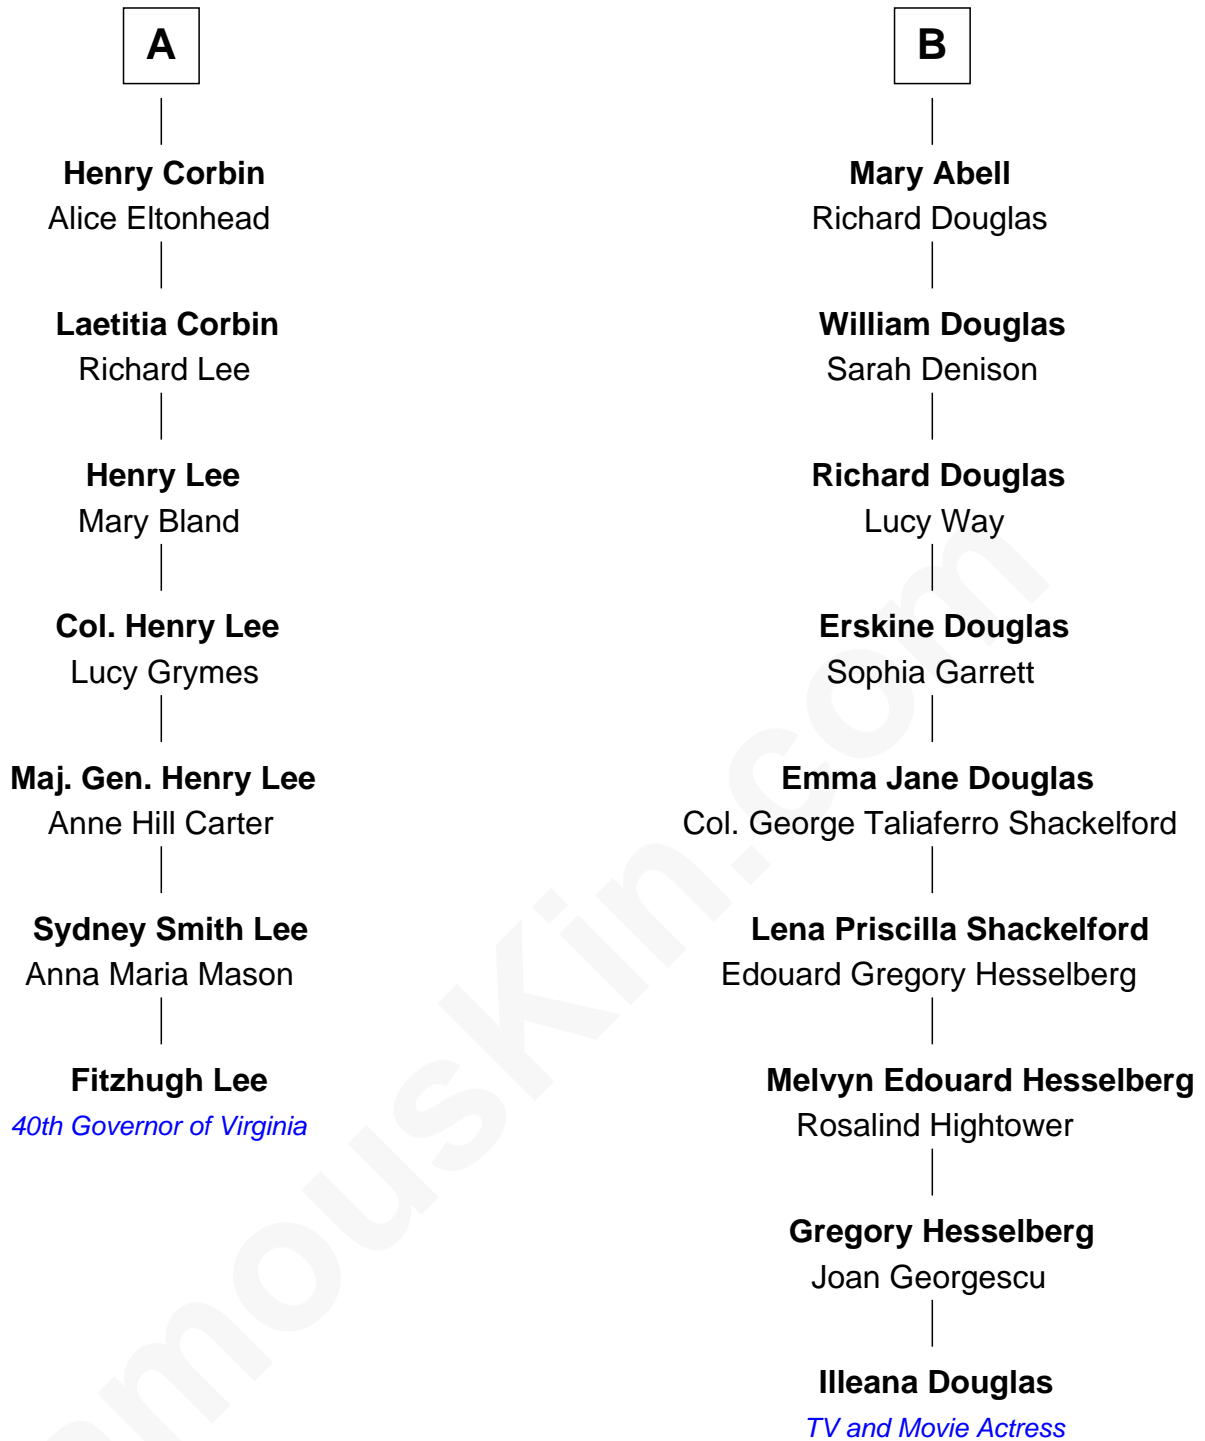 A
Henry Corbin
Alice Eltonhead
Laetitia Corbin
Richard Lee
Henry Lee
Mary Bland
Col. Henry Lee
Lucy Grymes
Maj. Gen. Henry Lee
Anne Hill Carter
Sydney Smith Lee
Anna Maria Mason
Fitzhugh Lee
40th Governor of Virginia
B
Mary Abell
Richard Douglas
William Douglas
Sarah Denison
Richard Douglas
Lucy Way
Erskine Douglas
Sophia Garrett
Emma Jane Douglas
Col. George Taliaferro Shackelford
Lena Priscilla Shackelford
Edouard Gregory Hesselberg
Melvyn Edouard Hesselberg
Rosalind Hightower
Gregory Hesselberg
Joan Georgescu
Illeana Douglas
TV and Movie Actress
amousKin.com